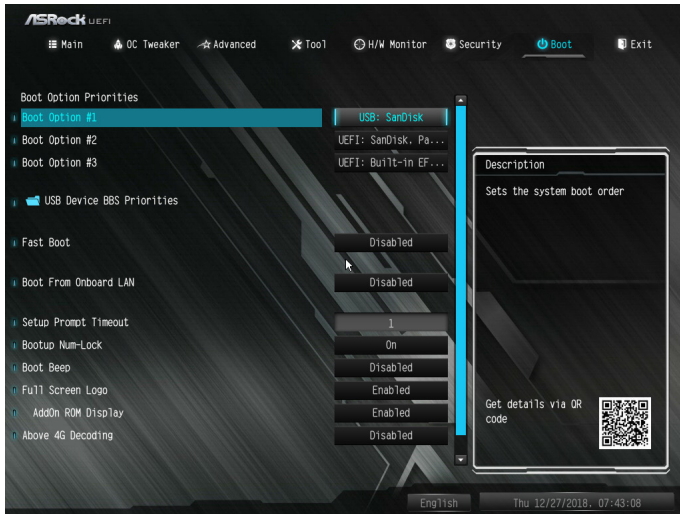 ASRock UEFI
Main OC Tweaker Advanced Tool H/W Monitor Security Boot Exit
Boot Option Priorities
Boot Option #1 USB: SanDisk
Boot Option #2 UEFI: SanDisk, Pa...
Boot Option #3 UEFI: Built-in EF...
USB Device BBS Priorities
Fast Boot Disabled
Boot From Onboard LAN Disabled
Setup Prompt Timeout 1
Bootup Num-Lock On
Boot Beep Disabled
Full Screen Logo Enabled
AddOn ROM Display Enabled
Above 4G Decoding Disabled
Description
Sets the system boot order
Get details via QR
code
English Thu 12/27/2018, 07:43:08